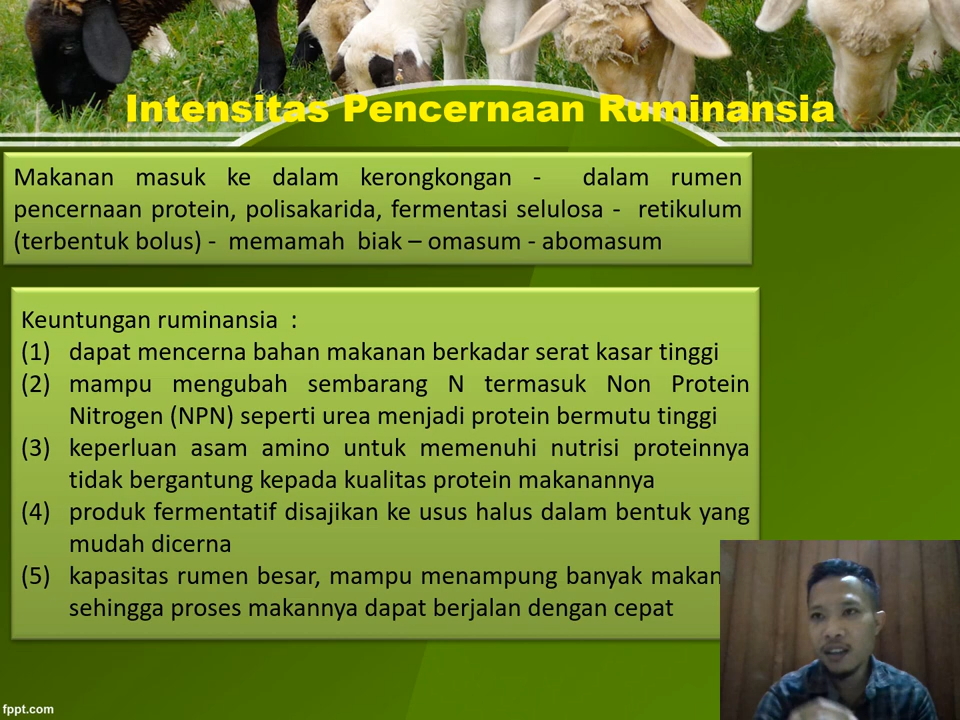 Intensitas Pencernaan Ruminansia
Makanan masuk ke dalam kerongkongan - dalam rumen
pencernaan protein, polisakarida, fermentasi selulosa - retikulum
(terbentuk bolus) - memamah biak – omasum - abomasum
Keuntungan ruminansia :
(1) dapat mencerna bahan makanan berkadar serat kasar tinggi
(2) mampu mengubah sembarang N termasuk Non Protein
Nitrogen (NPN) seperti urea menjadi protein bermutu tinggi
(3) keperluan asam amino untuk memenuhi nutrisi proteinnya
tidak bergantung kepada kualitas protein makanannya
(4) produk fermentatif disajikan ke usus halus dalam bentuk yang
mudah dicerna
(5) kapasitas rumen besar, mampu menampung banyak
sehingga proses makannya dapat berjalan dengan cepat
fppt.com